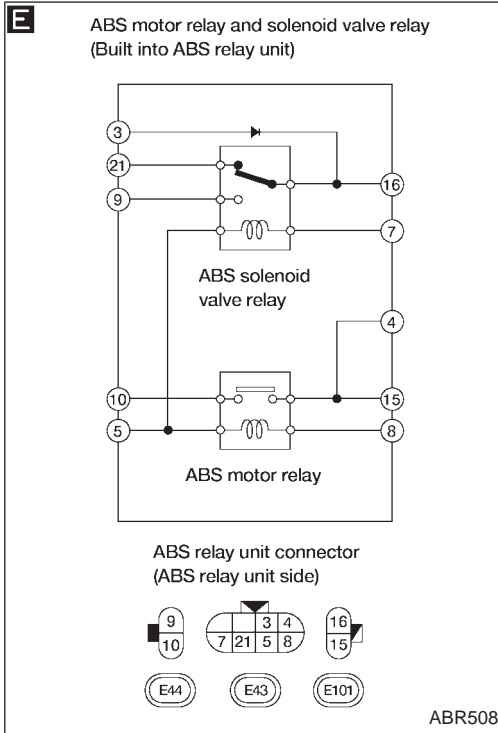 E
ABS motor relay and solenoid valve relay
(Built into ABS relay unit)
3
21
9
16
7
ABS solenoid
valve relay
4
10
15
5
8
ABS motor relay
ABS relay unit connector
(ABS relay unit side)
9
3 4
16
10
7 21 5 8
15
E44
E43
E101
ABR508